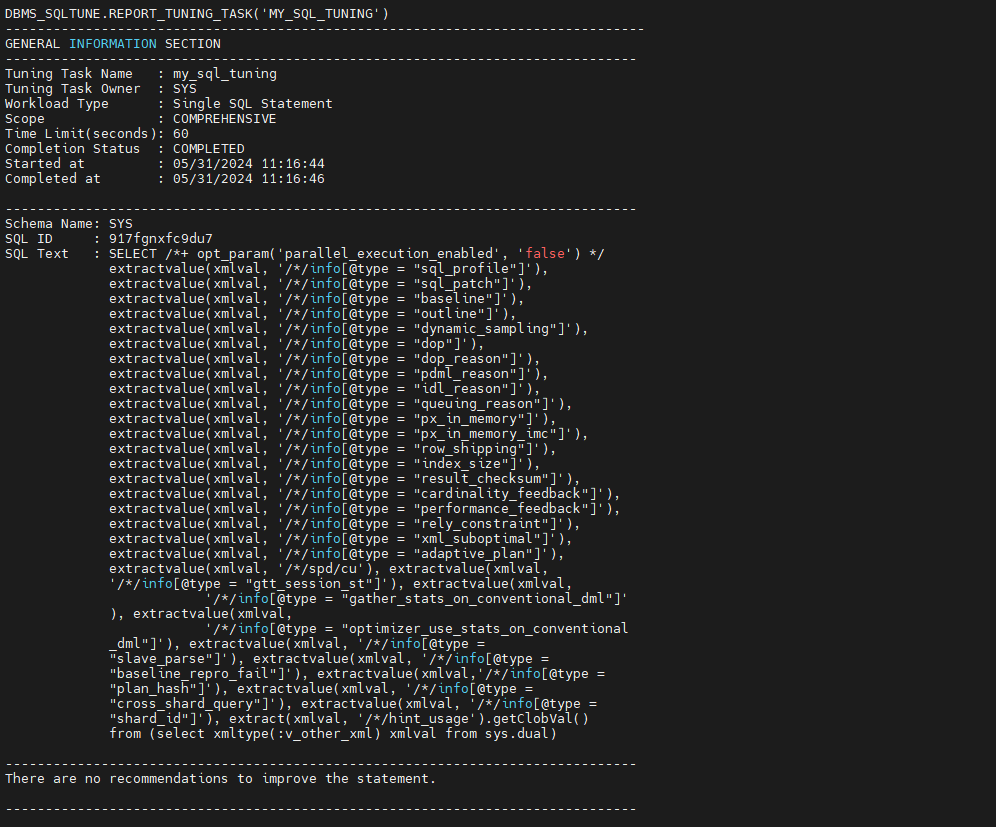 DBMS_SQLTUNE.REPORT_TUNING_TASK('MY_SQL_TUNING')
--------------------------------------------------------------------------------
GENERAL INFORMATION SECTION
-------------------------------------------------------------------------------
Tuning Task Name   : my_sql_tuning
Tuning Task Owner  : SYS
Workload Type      : Single SQL Statement
Scope              : COMPREHENSIVE
Time Limit(seconds): 60
Completion Status  : COMPLETED
Started at         : 05/31/2024 11:16:44
Completed at       : 05/31/2024 11:16:46
-------------------------------------------------------------------------------
Schema Name: SYS
SQL ID     : 917fgnxfc9du7
SQL Text   : SELECT /*+ opt_param('parallel_execution_enabled', 'false') */
             extractvalue(xmlval, '/*/info[@type = "sql_profile"]'),
             extractvalue(xmlval, '/*/info[@type = "sql_patch"]'),
             extractvalue(xmlval, '/*/info[@type = "baseline"]'),
             extractvalue(xmlval, '/*/info[@type = "outline"]'),
             extractvalue(xmlval, '/*/info[@type = "dynamic_sampling"]'),
             extractvalue(xmlval, '/*/info[@type = "dop"]'),
             extractvalue(xmlval, '/*/info[@type = "dop_reason"]'),
             extractvalue(xmlval, '/*/info[@type = "pdml_reason"]'),
             extractvalue(xmlval, '/*/info[@type = "idl_reason"]'),
             extractvalue(xmlval, '/*/info[@type = "queuing_reason"]'),
             extractvalue(xmlval, '/*/info[@type = "px_in_memory"]'),
             extractvalue(xmlval, '/*/info[@type = "px_in_memory_imc"]'),
             extractvalue(xmlval, '/*/info[@type = "row_shipping"]'),
             extractvalue(xmlval, '/*/info[@type = "index_size"]'),
             extractvalue(xmlval, '/*/info[@type = "result_checksum"]'),
             extractvalue(xmlval, '/*/info[@type = "cardinality_feedback"]'),
             extractvalue(xmlval, '/*/info[@type = "performance_feedback"]'),
             extractvalue(xmlval, '/*/info[@type = "rely_constraint"]'),
             extractvalue(xmlval, '/*/info[@type = "xml_suboptimal"]'),
             extractvalue(xmlval, '/*/info[@type = "adaptive_plan"]'),
             extractvalue(xmlval, '/*/spd/cu'), extractvalue(xmlval,
             '/*/info[@type = "gtt_session_st"]'), extractvalue(xmlval,
                         '/*/info[@type = "gather_stats_on_conventional_dml"]'
             ), extractvalue(xmlval,
                         '/*/info[@type = "optimizer_use_stats_on_conventional
             _dml"]'), extractvalue(xmlval, '/*/info[@type =
             "slave_parse"]'), extractvalue(xmlval, '/*/info[@type =
             "baseline_repro_fail"]'), extractvalue(xmlval,'/*/info[@type =
             "plan_hash"]'), extractvalue(xmlval, '/*/info[@type =
             "cross_shard_query"]'), extractvalue(xmlval, '/*/info[@type =
             "shard_id"]'), extract(xmlval, '/*/hint_usage').getClobVal()
             from (select xmltype(:v_other_xml) xmlval from sys.dual)
-------------------------------------------------------------------------------
There are no recommendations to improve the statement.
-------------------------------------------------------------------------------